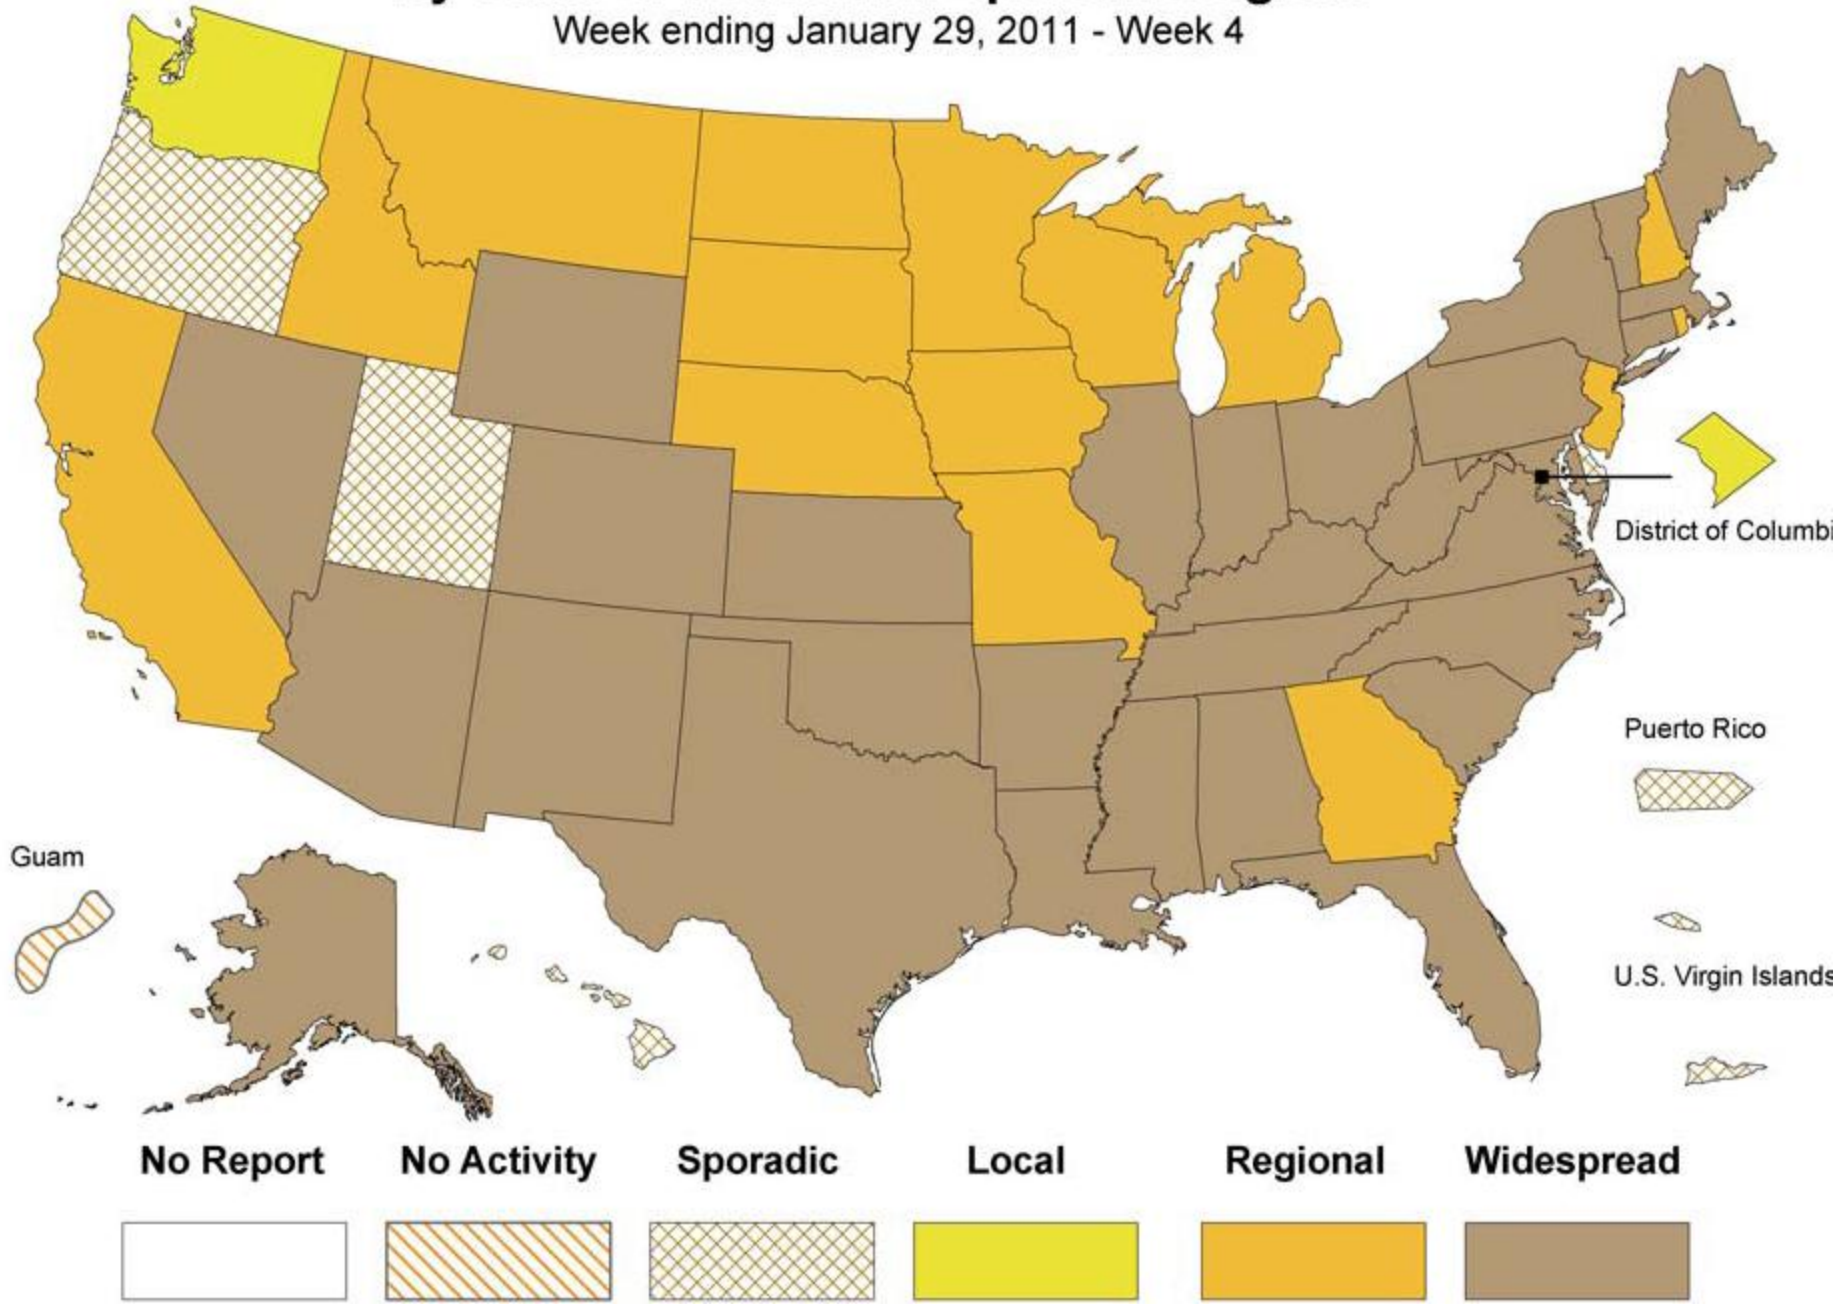 Week ending January 29, 2011 - Week 4
District of Columbi
Puerto Rico
Guam
U.S. Virgin Islands
No Report
No Activity
Sporadic
Local
Regional
Widespread